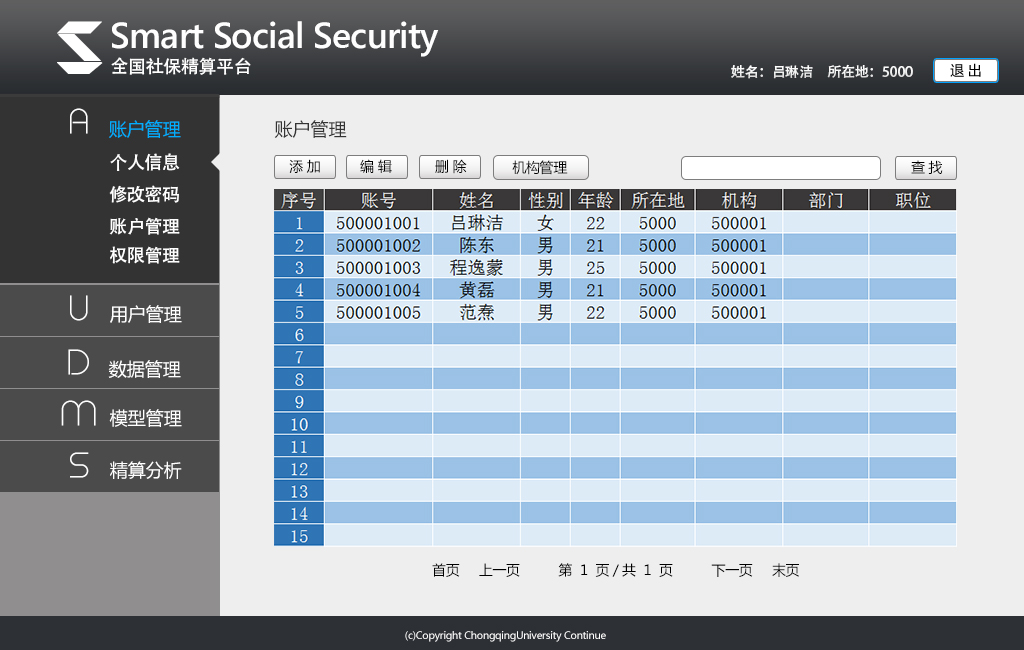 Smart Social Security
全国社保精算平台
姓名：吕琳洁 所在地：5000 退 出
A 账户管理
个人信息
修改密码
账户管理
权限管理
U 用户管理
D 数据管理
M 模型管理
S 精算分析
账户管理
添 加 编 辑 删 除 机构管理 查 找
序号 账号 姓名 性别 年龄 所在地 机构 部门 职位
1 500001001 吕琳洁 女 22 5000 500001
2 500001002 陈东 男 21 5000 500001
3 500001003 程逸蒙 男 25 5000 500001
4 500001004 黄磊 男 21 5000 500001
5 500001005 范焘 男 22 5000 500001
6
7
8
9
10
11
12
13
14
15
首页 上一页 第 1 页/共 1 页 下一页 末页
(c)Copyright ChongqingUniversity Continue